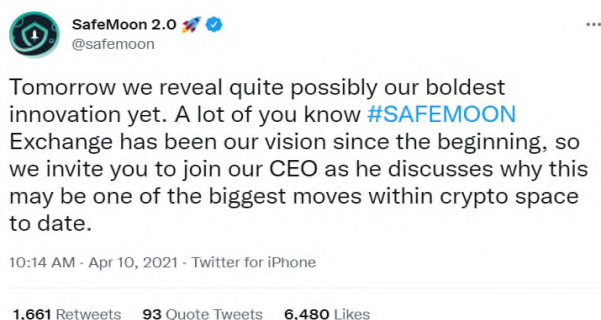 SafeMoon 2.0 🚀
@safemoon
Tomorrow we reveal quite possibly our boldest
innovation yet. A lot of you know #SAFEMOON
Exchange has been our vision since the beginning, so
we invite you to join our CEO as he discusses why this
may be one of the biggest moves within crypto space
to date.
10:14 AM · Apr 10, 2021 · Twitter for iPhone
1,661 Retweets 93 Quote Tweets 6,480 Likes